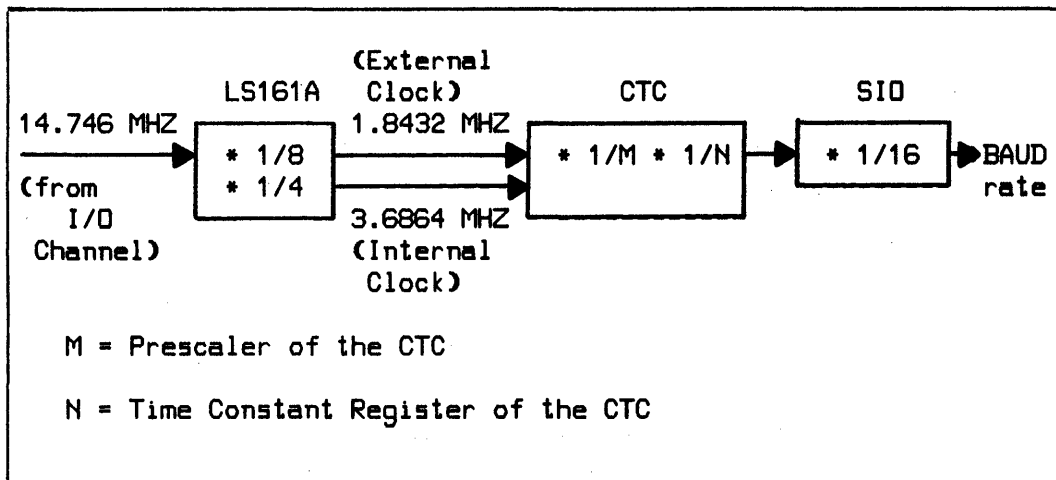 (External
LS161A Clock) CTC SIO
14.746 MHZ 1.8432 MHZ
* 1/8 * 1/M * 1/N * 1/16 BAUD
(from * 1/4 rate
I/O 3.6864 MHZ
Channel) (Internal
Clock)
M = Prescaler of the CTC
N = Time Constant Register of the CTC